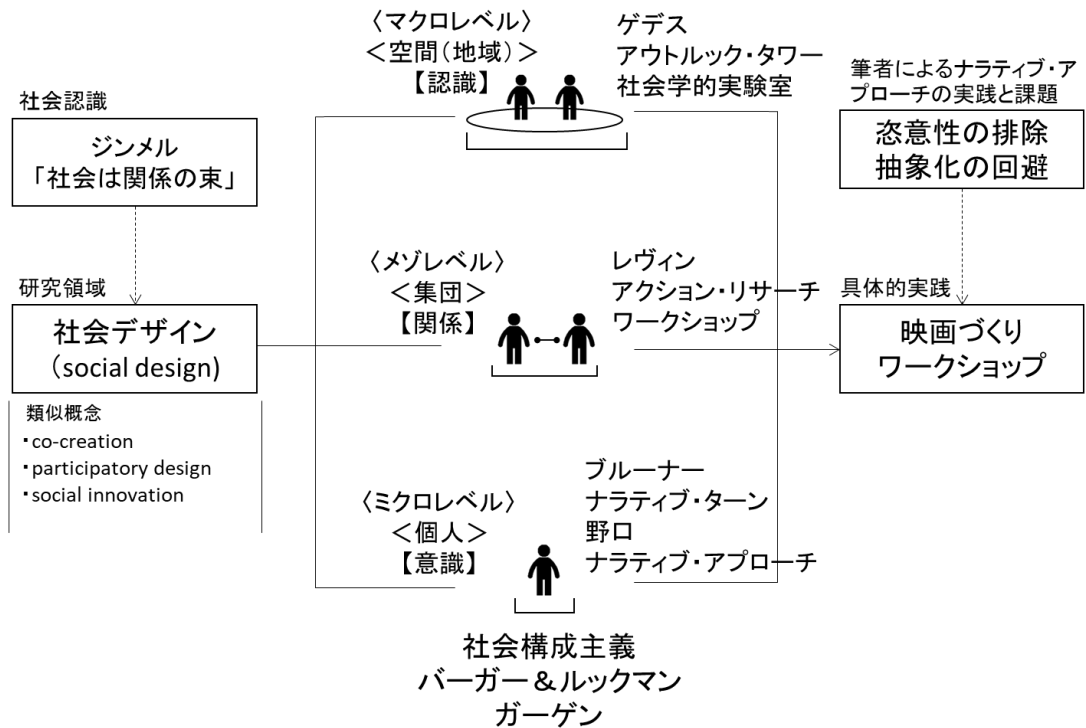 社会認識
ジンメル
「社会は関係の束」
研究領域
社会デザイン
（social design)
類似概念
・co-creation
・participatory design
・social innovation
〈マクロレベル〉
＜空間（地域）＞
【認識】
ゲデス
アウトルック・タワー
社会学的実験室
〈メゾレベル〉
＜集団＞
【関係】
レヴィン
アクション・リサーチ
ワークショップ
〈ミクロレベル〉
＜個人＞
【意識】
ブルーナー
ナラティブ・ターン
野口
ナラティブ・アプローチ
社会構成主義
バーガー＆ルックマン
ガーゲン
筆者によるナラティブ・ア
プローチの実践と課題
恣意性の排除
抽象化の回避
具体的実践
映画づくり
ワークショップ